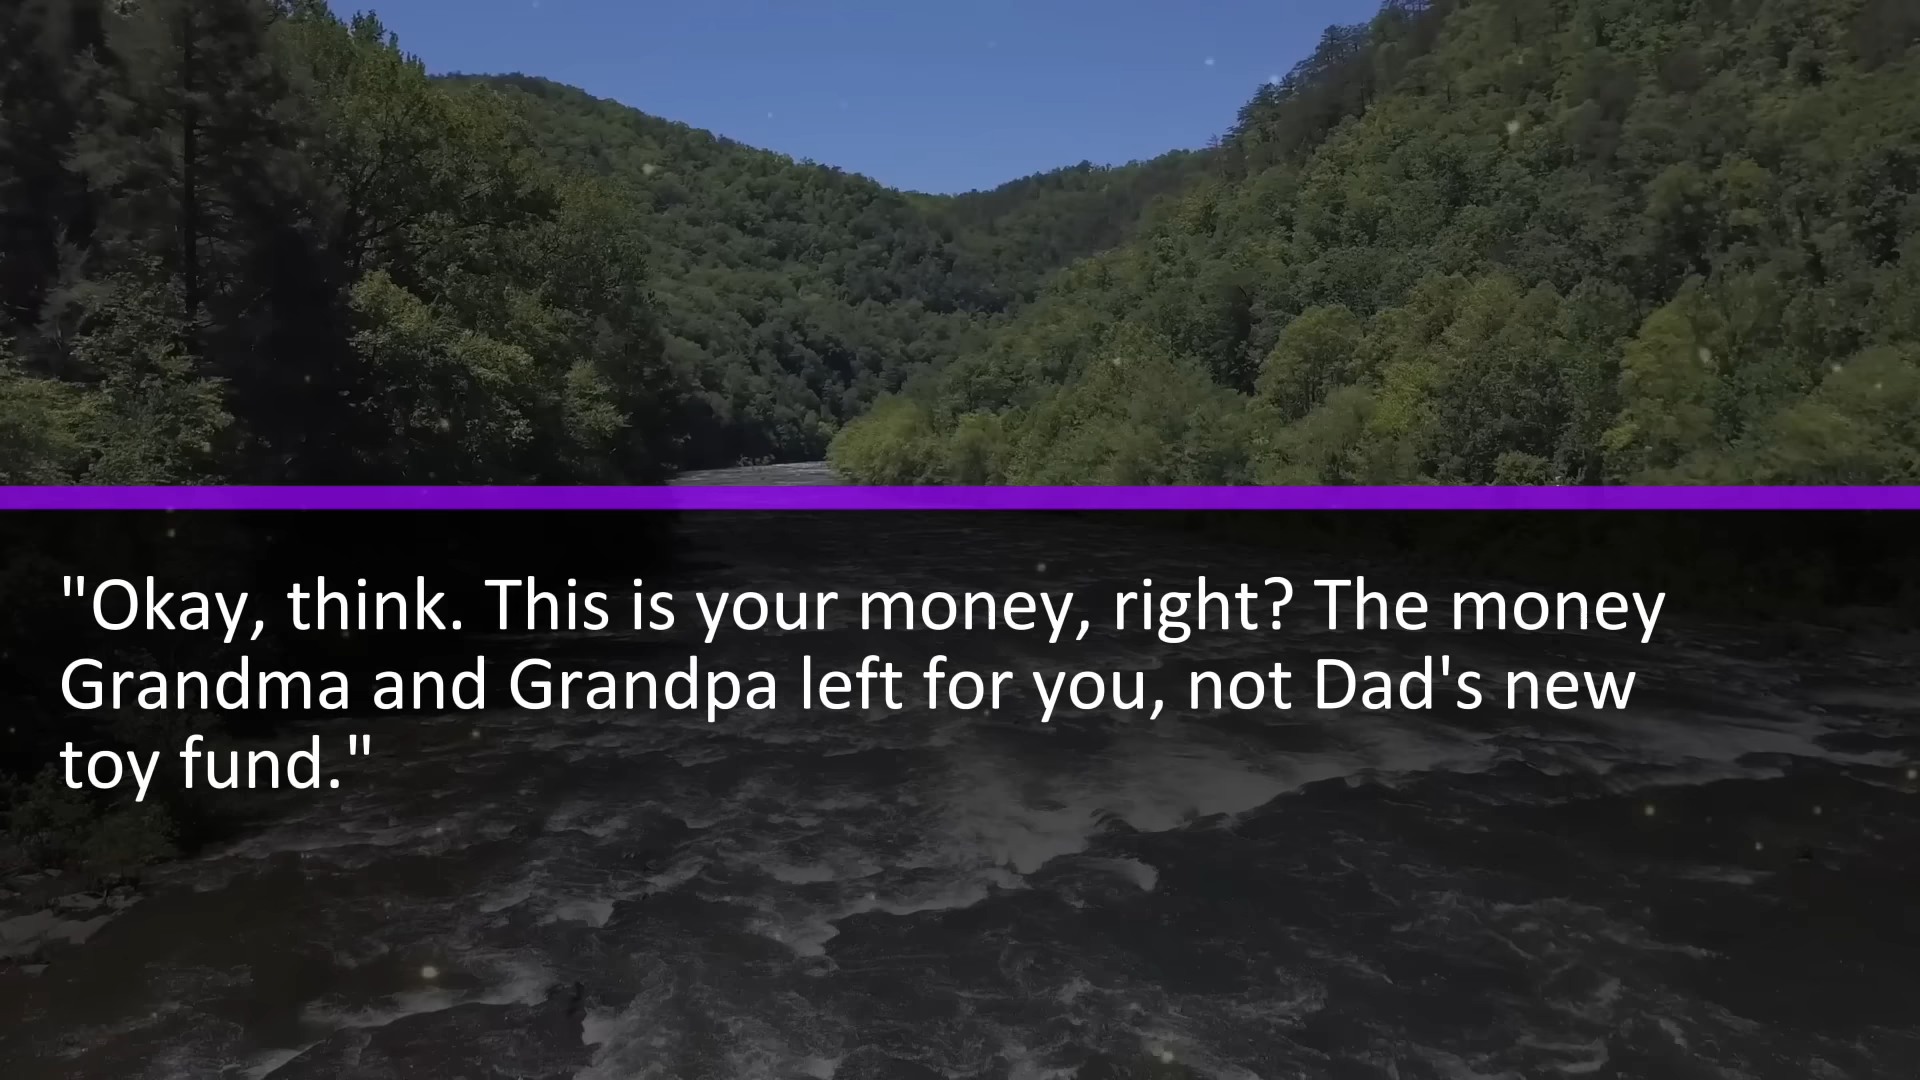 "Okay, think. This is your money, right? The money
Grandma and Grandpa left for you, not Dad's new
toy fund."